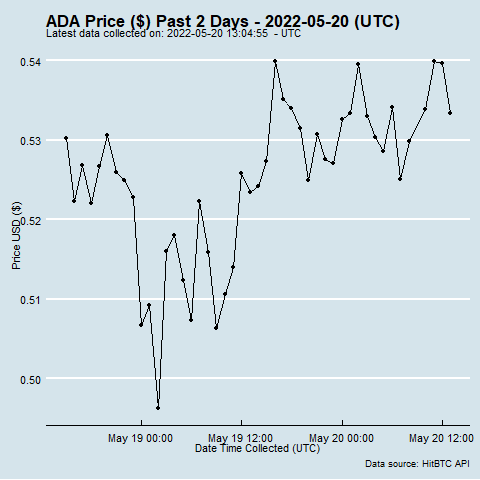 ADA Price ($) Past 2 Days - 2022-05-20 (UTC)
Latest data collected on: 2022-05-20 13:04:55 - UTC
0.54
0.53
0.52
0.51
0.50
Price USD ($)
May 19 00:00 May 19 12:00 May 20 00:00 May 20 12:00
Date Time Collected (UTC)
Data source: HitBTC API